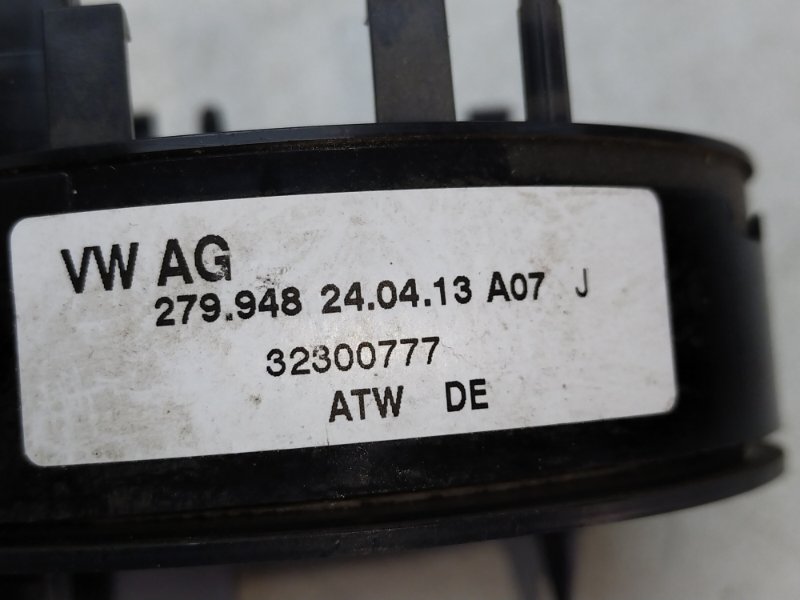 VW AG
279.948 24.04.13 A07 J
32300777
ATW DE